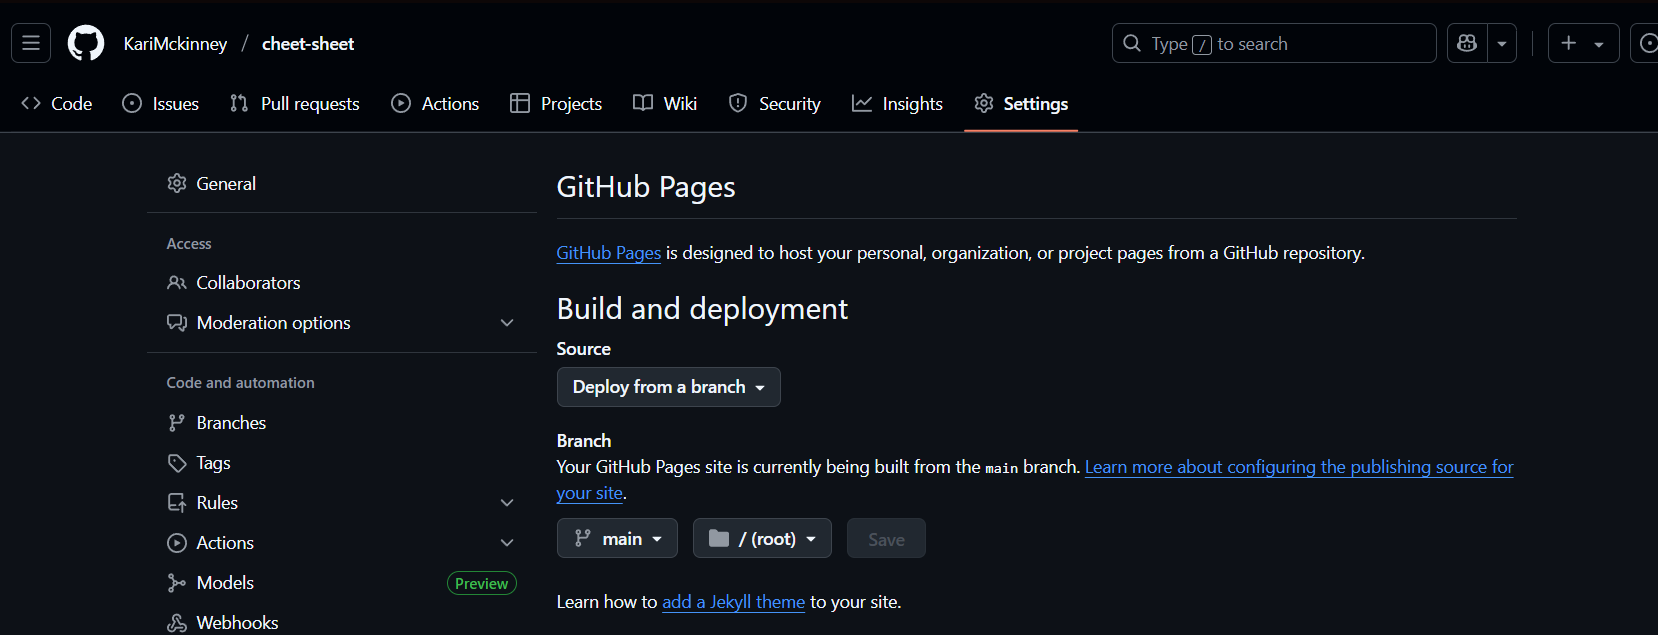 KariMckinney / cheet-sheet
Type / to search
Code
Issues
Pull requests
Actions
Projects
Wiki
Security
Insights
Settings
General
Access
Collaborators
Moderation options
Code and automation
Branches
Tags
Rules
Actions
Models
Preview
Webhooks
GitHub Pages
GitHub Pages is designed to host your personal, organization, or project pages from a GitHub repository.
Build and deployment
Source
Deploy from a branch
Branch
Your GitHub Pages site is currently being built from the main branch. Learn more about configuring the publishing source for
your site.
main
/ (root)
Save
Learn how to add a Jekyll theme to your site.